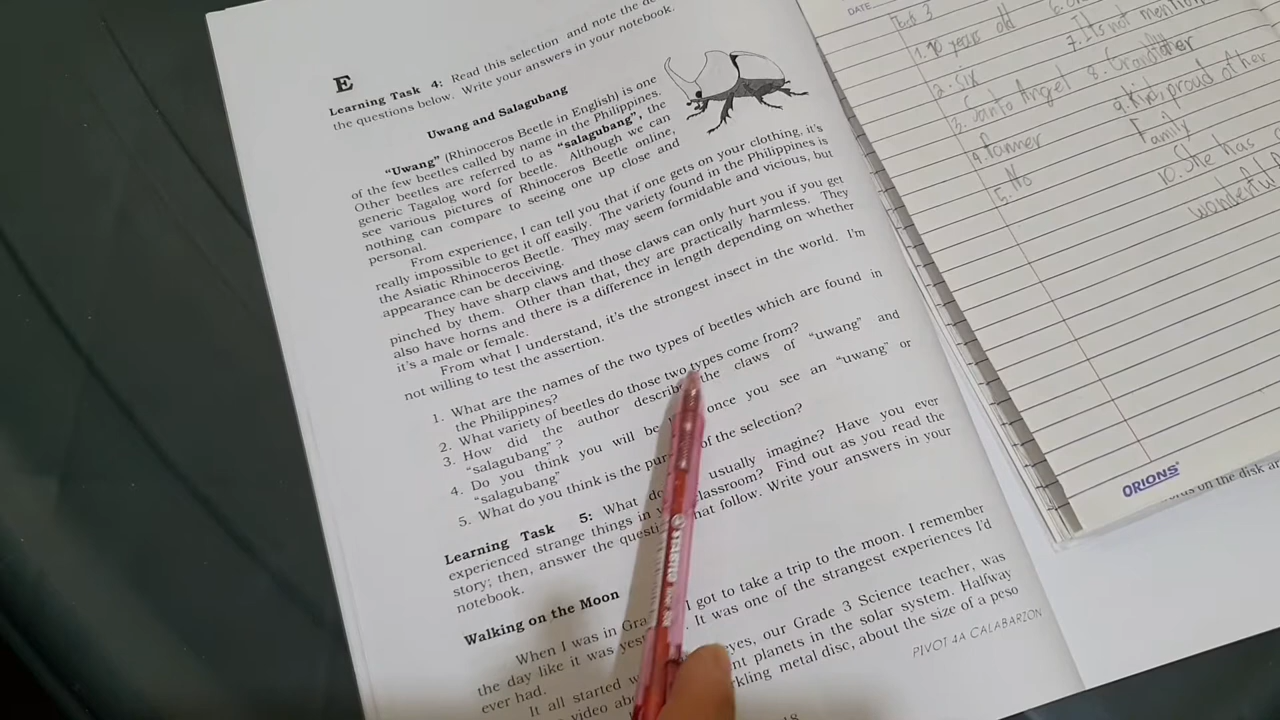 E
Learning Task 4: Read this selection and note the
the questions below. Write your answers in your notebook.
Uwang and Salagubang
"Uwang" (Rhinoceros Beetle in English) is one
of the few beetles called by name in the Philippines.
Other beetles are referred to as "salagubang", the
generic Tagalog word for beetle. Although we can
see various pictures of Rhinoceros Beetle online,
nothing can compare to seeing one up close and
personal.
From experience, I can tell you that if one gets on your clothing, it's
really impossible to get it off easily. The variety found in the Philippines is
the Asiatic Rhinoceros Beetle. They may seem formidable and vicious, but
appearance can be deceiving.
They have sharp claws and those claws can only hurt you if you get
pinched by them. Other than that, they are practically harmless. They
also have horns and there is a difference in length depending on whether
it's a male or female.
From what I understand, it's the strongest insect in the world. I'm
not willing to test the assertion.
1. What are the names of the two types of beetles which are found in
the Philippines?
2. What variety of beetles do those two types come from?
3. How did the author describe the claws of "uwang" and
"salagubang" ?
4. Do you think you will be once you see an "uwang" or
"salagubang"
5. What do you think is the of the selection?
Learning Task 5: What do usually imagine? Have you ever
experienced strange things in classroom? Find out as you read the
story; then, answer the that follow. Write your answers in your
notebook.
Walking on the Moon
When I was in I got to take a trip to the moon. I remember
the day like it was It was one of the strangest experiences I'd
ever had.
It all started our Grade 3 Science teacher, was
video planets in the solar system. Halfway
metal disc, about the size of a peso
PIVOT 4A CALABARZON
DATE
1. 10 years old
2. six
3. Santo Angel
4. Farmer
5. No
7. Its not
8. Grandfather
9. Kind, proud other
Family
10. She has
wonderful
ORIONS
on the disk